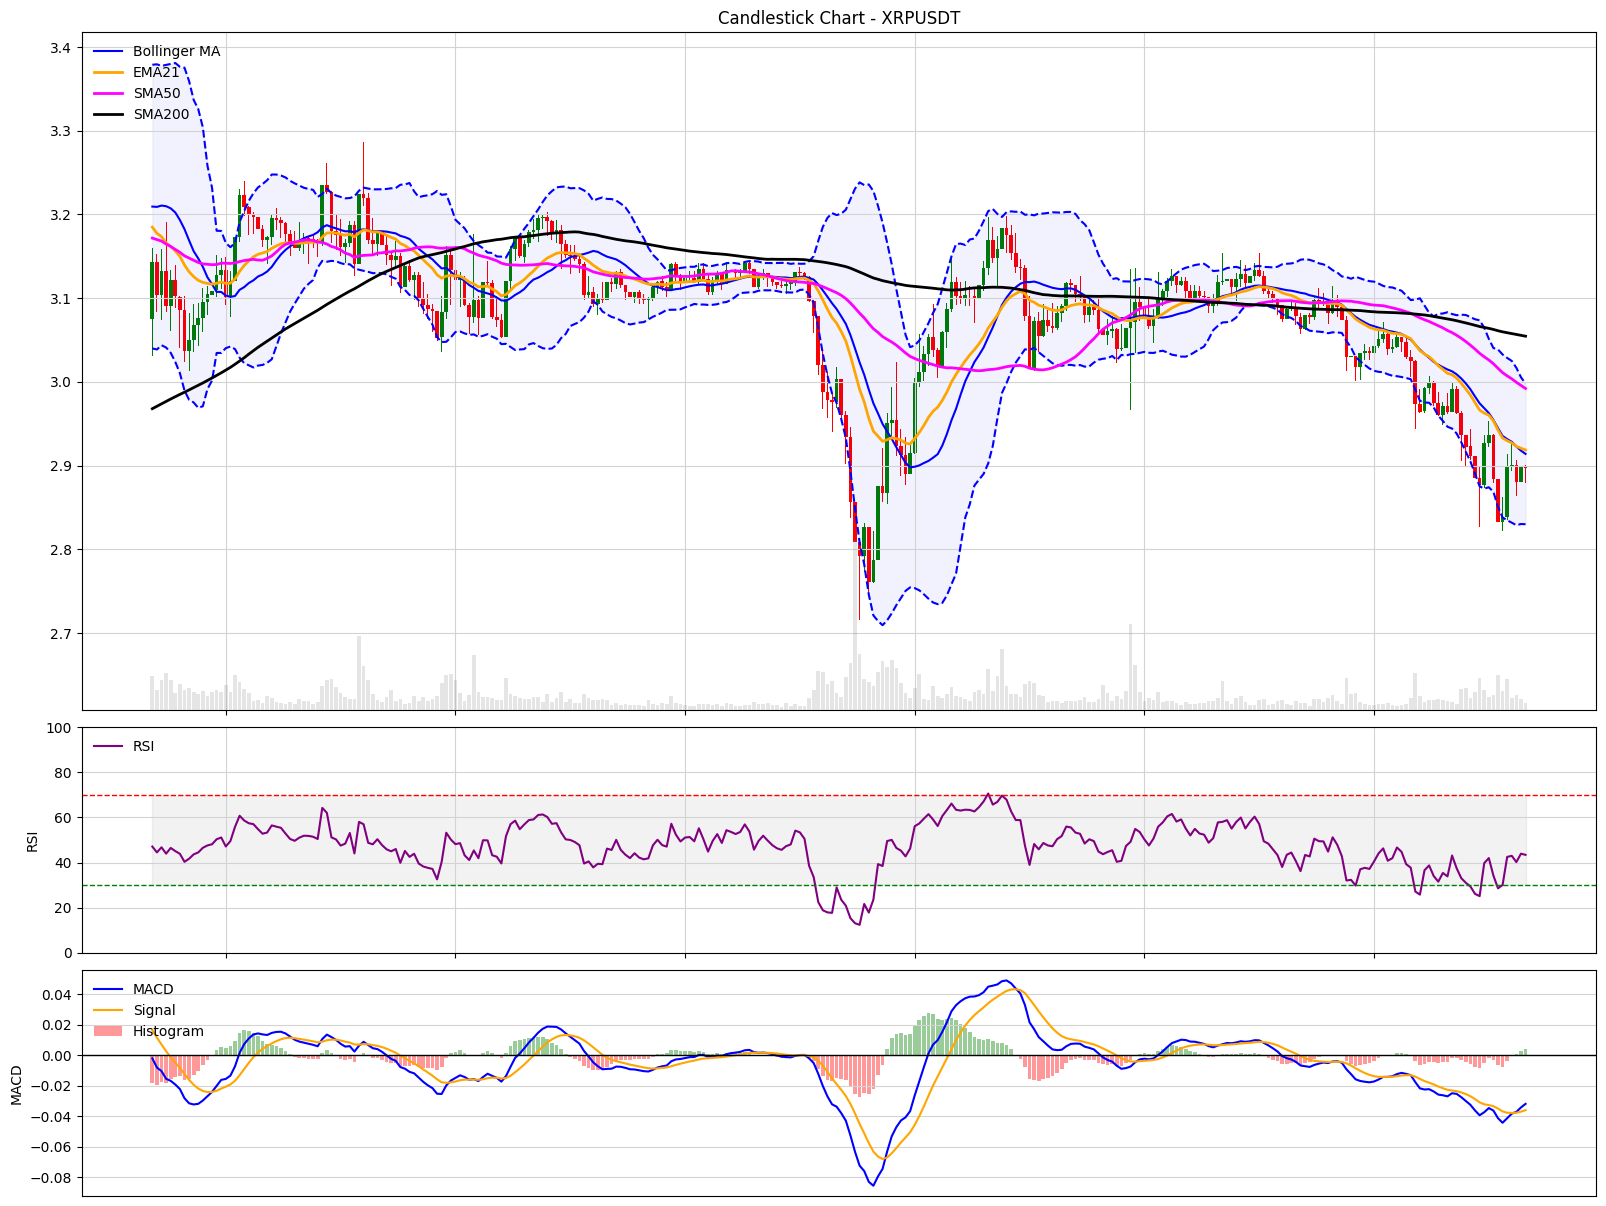 Candlestick Chart - XRPUSDT
3.4
3.3
3.2
3.1
3.0
2.9
2.8
2.7
Bollinger MA
EMA21
SMA50
SMA200
100
80
60
40
20
0
RSI
RSI
0.04
0.02
0.00
−0.02
−0.04
−0.06
−0.08
MACD
MACD
Signal
Histogram